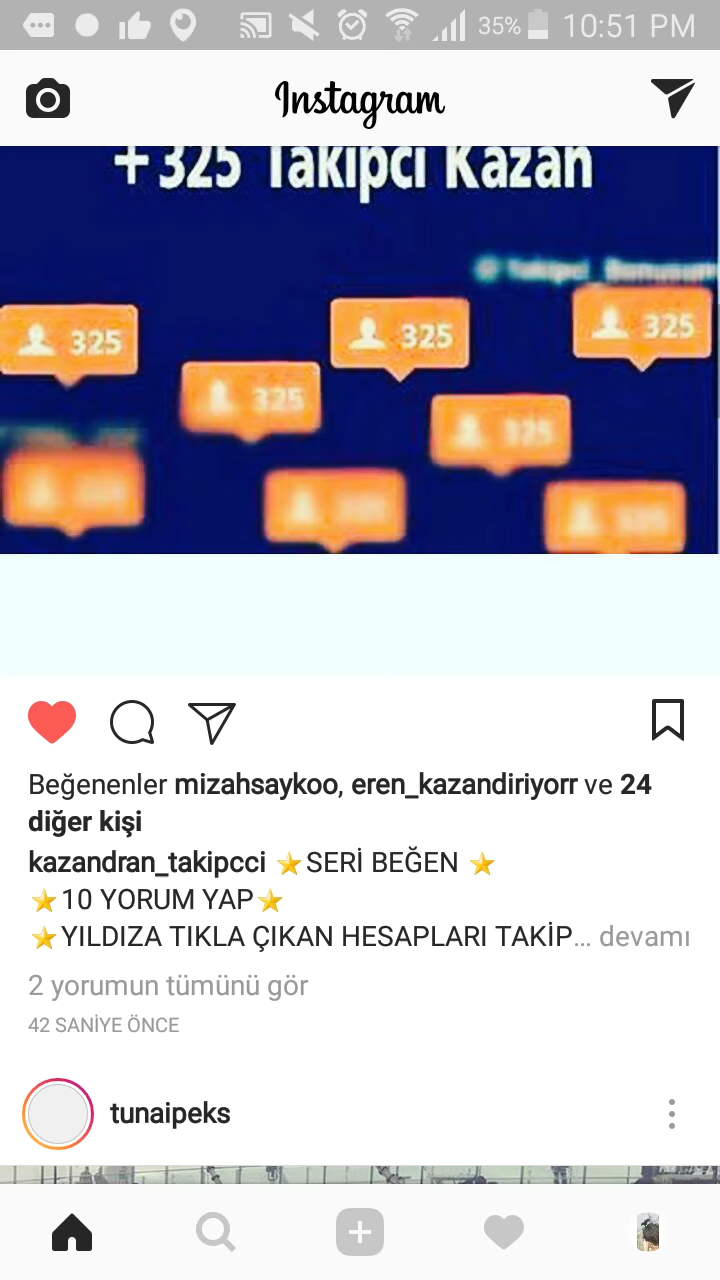 35% 10:51 PM
Instagram
+325 Takipci Kazan
325
325
325
325
325
Beğenenler mizahsaykoo, eren_kazandiriyorr ve 24
diğer kişi
kazandran_takipcci ⭐SERİ BEĞEN ⭐
⭐10 YORUM YAP⭐
⭐YILDIZA TIKLA ÇIKAN HESAPLARI TAKİP... devamı
2 yorumun tümünü gör
42 SANİYE ÖNCE
tunaipeks